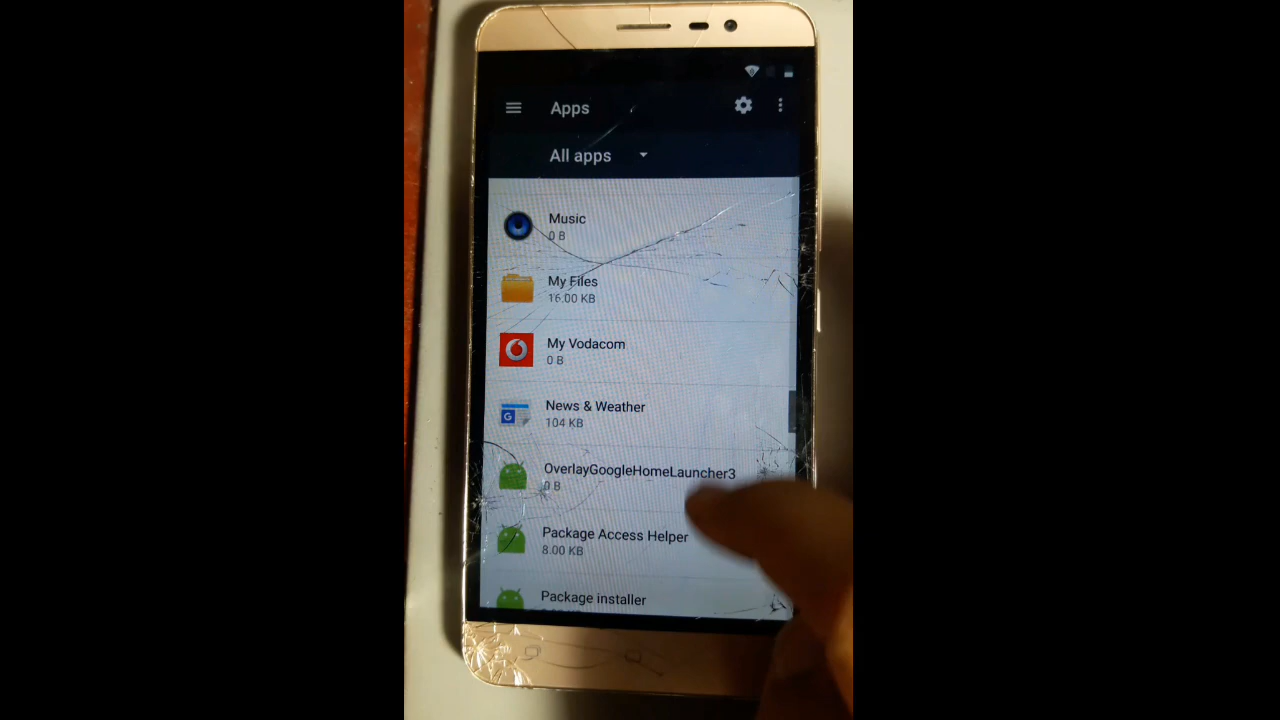 Apps
All apps
Music
0 B
My Files
16.00 KB
My Vodacom
0 B
News & Weather
104 KB
OverlayGoogleHomeLauncher3
0 B
Package Access Helper
8.00 KB
Package installer